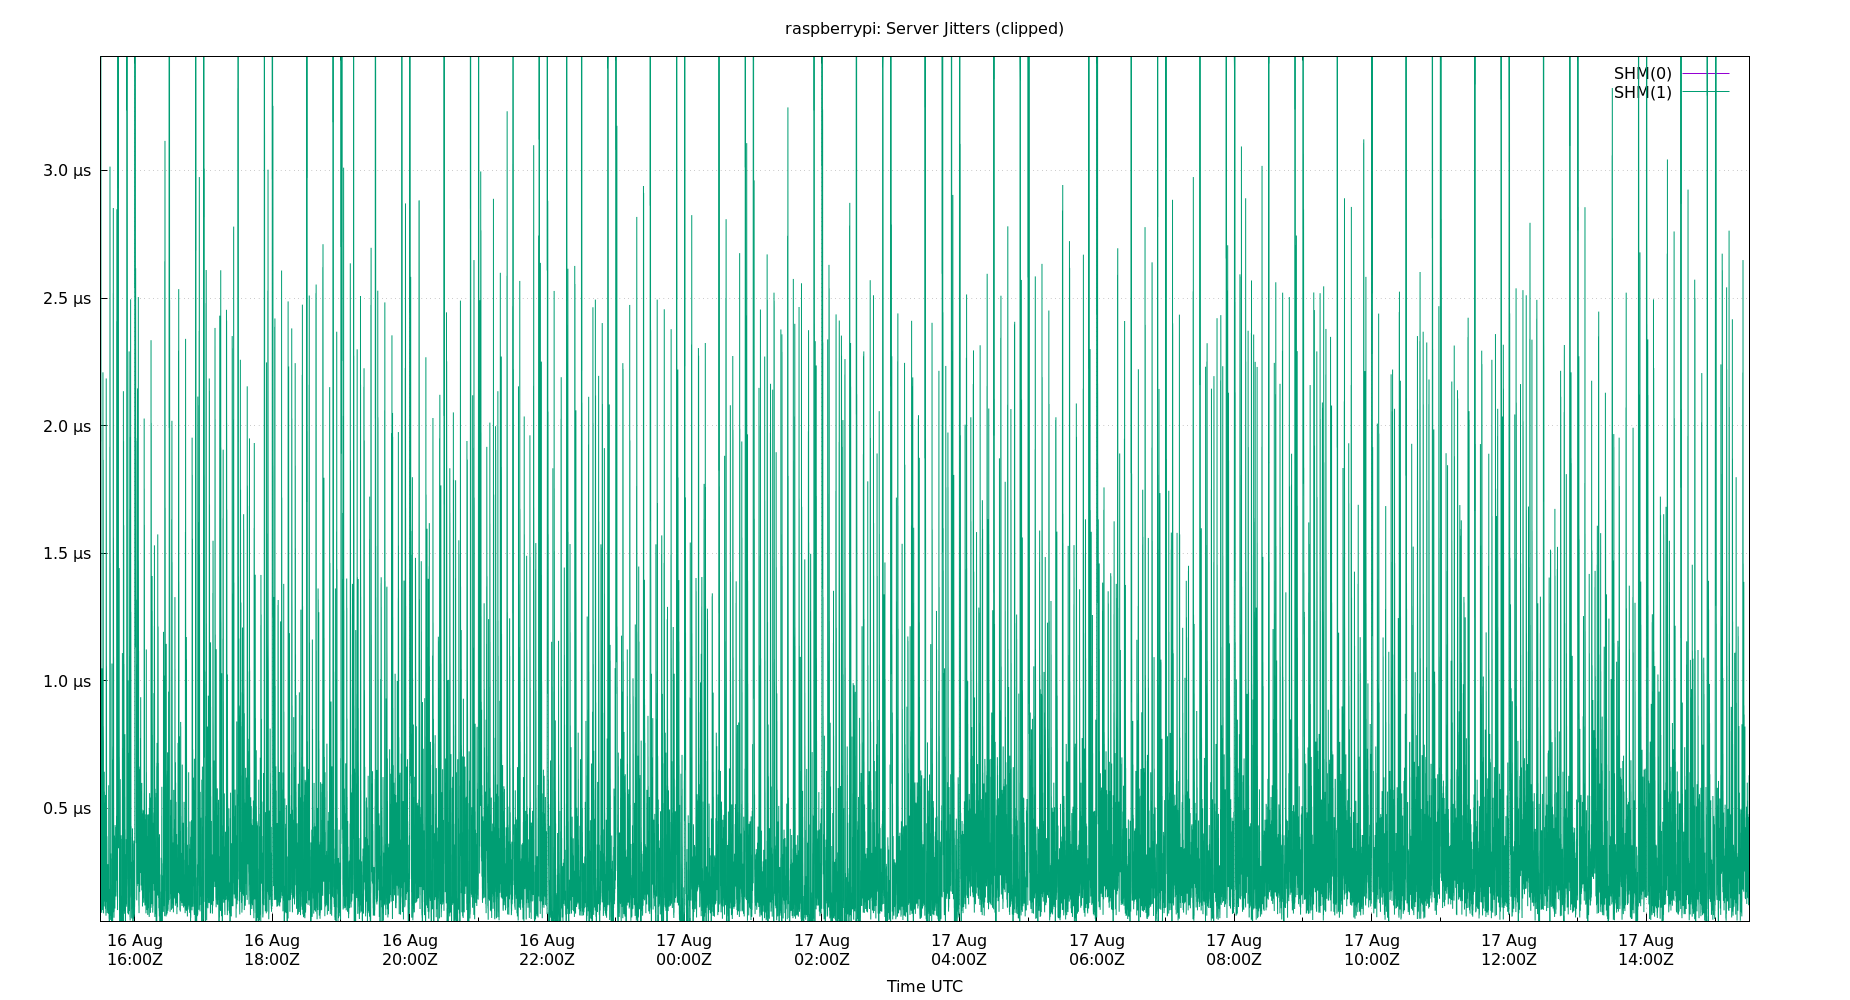 raspberrypi: Server Jitters (clipped)
SHM(0)
SHM(1)
3.0 µs
2.5 µs
2.0 µs
1.5 µs
1.0 µs
0.5 µs
16 Aug 16 Aug 16 Aug 16 Aug 17 Aug 17 Aug 17 Aug 17 Aug 17 Aug 17 Aug 17 Aug 17 Aug
16:00Z 18:00Z 20:00Z 22:00Z 00:00Z 02:00Z 04:00Z 06:00Z 08:00Z 10:00Z 12:00Z 14:00Z
Time UTC